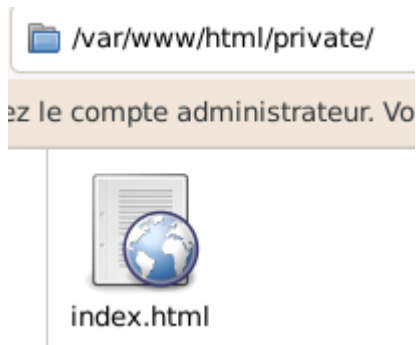 /var/www/html/private/
ez le compte administrateur. Vo
index.html